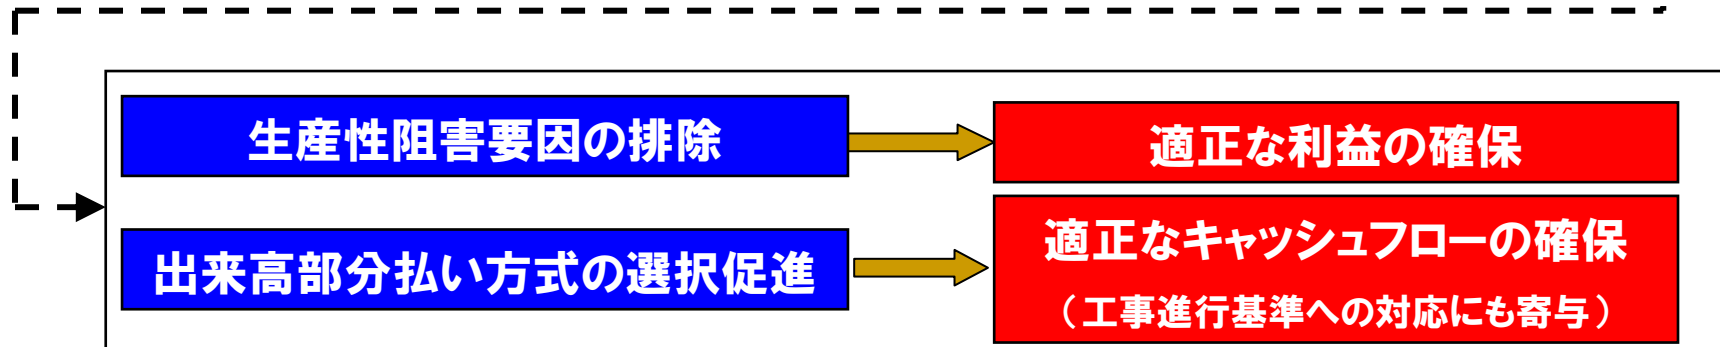 生産性阻害要因の排除
適正な利益の確保
出来高部分払い方式の選択促進
適正なキャッシュフローの確保
（工事進行基準への対応にも寄与）